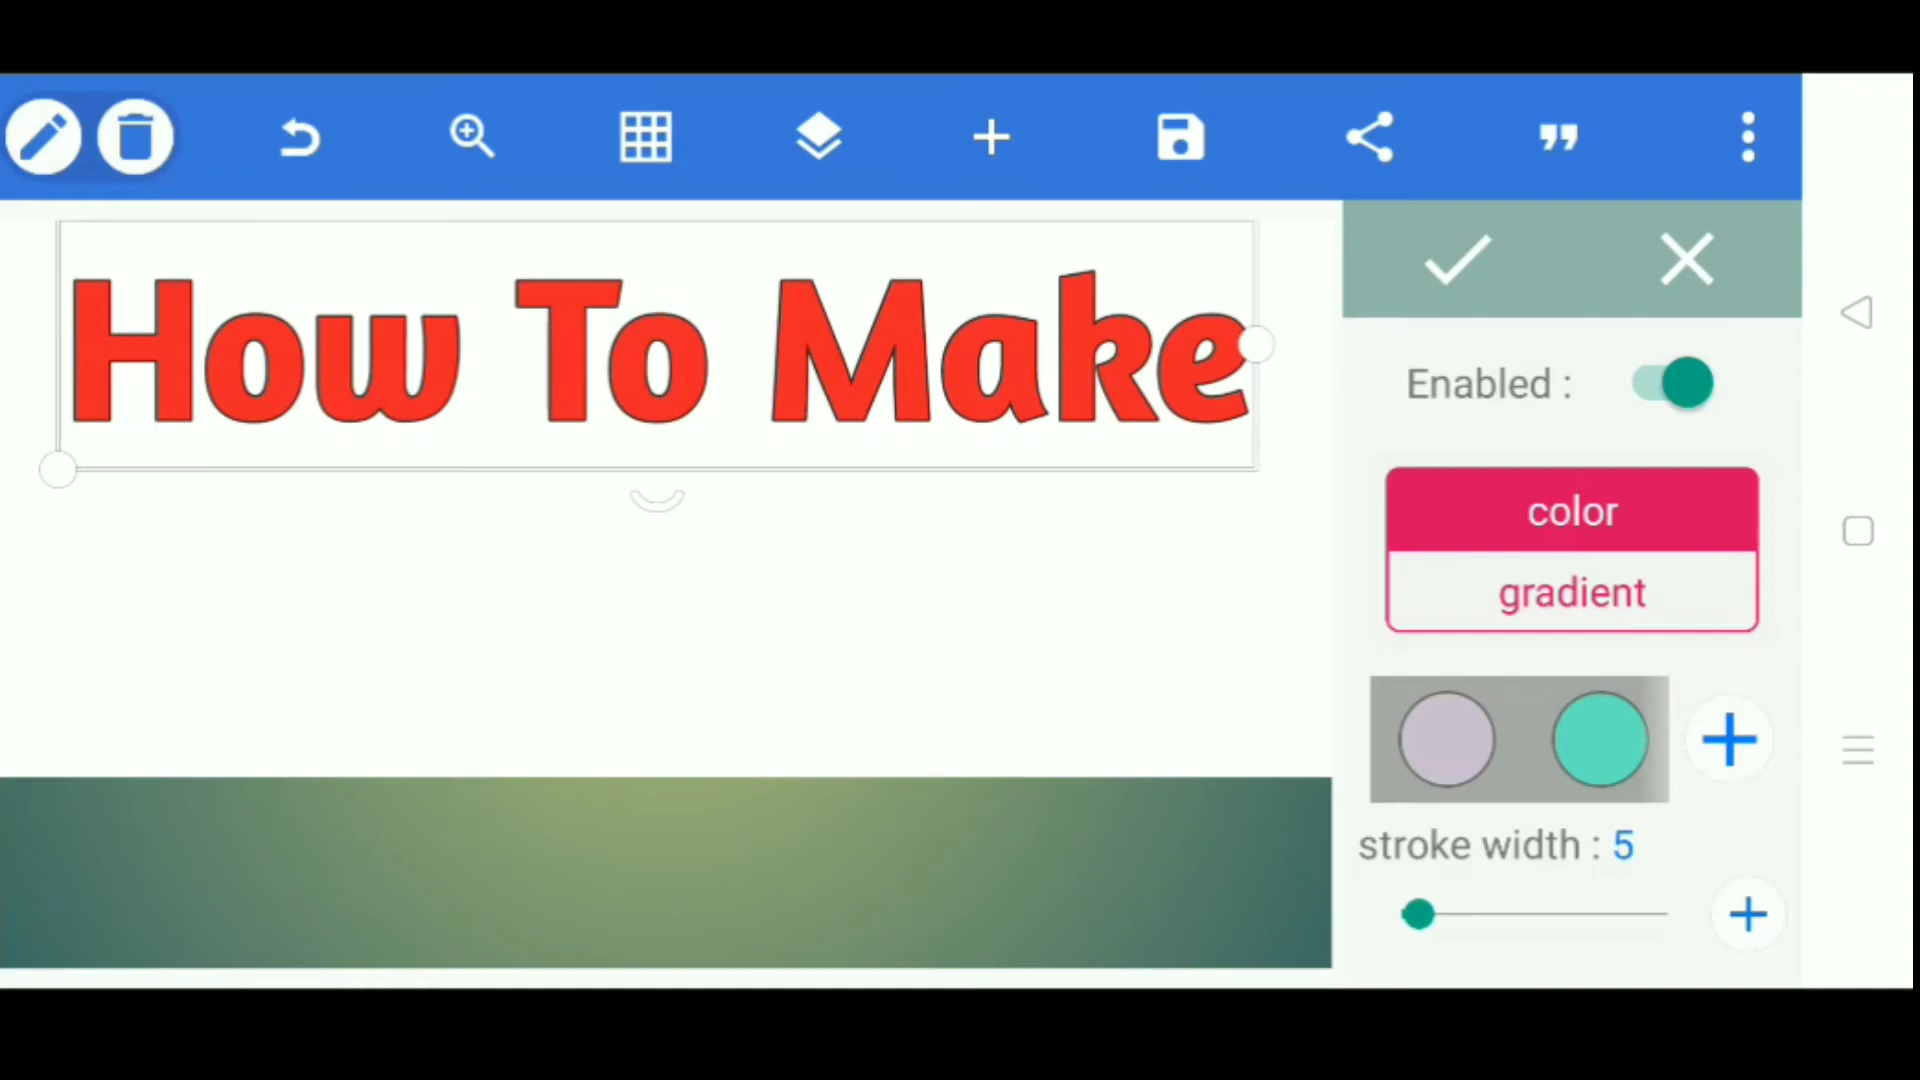 How To Make
Enabled :
color
gradient
stroke width : 5